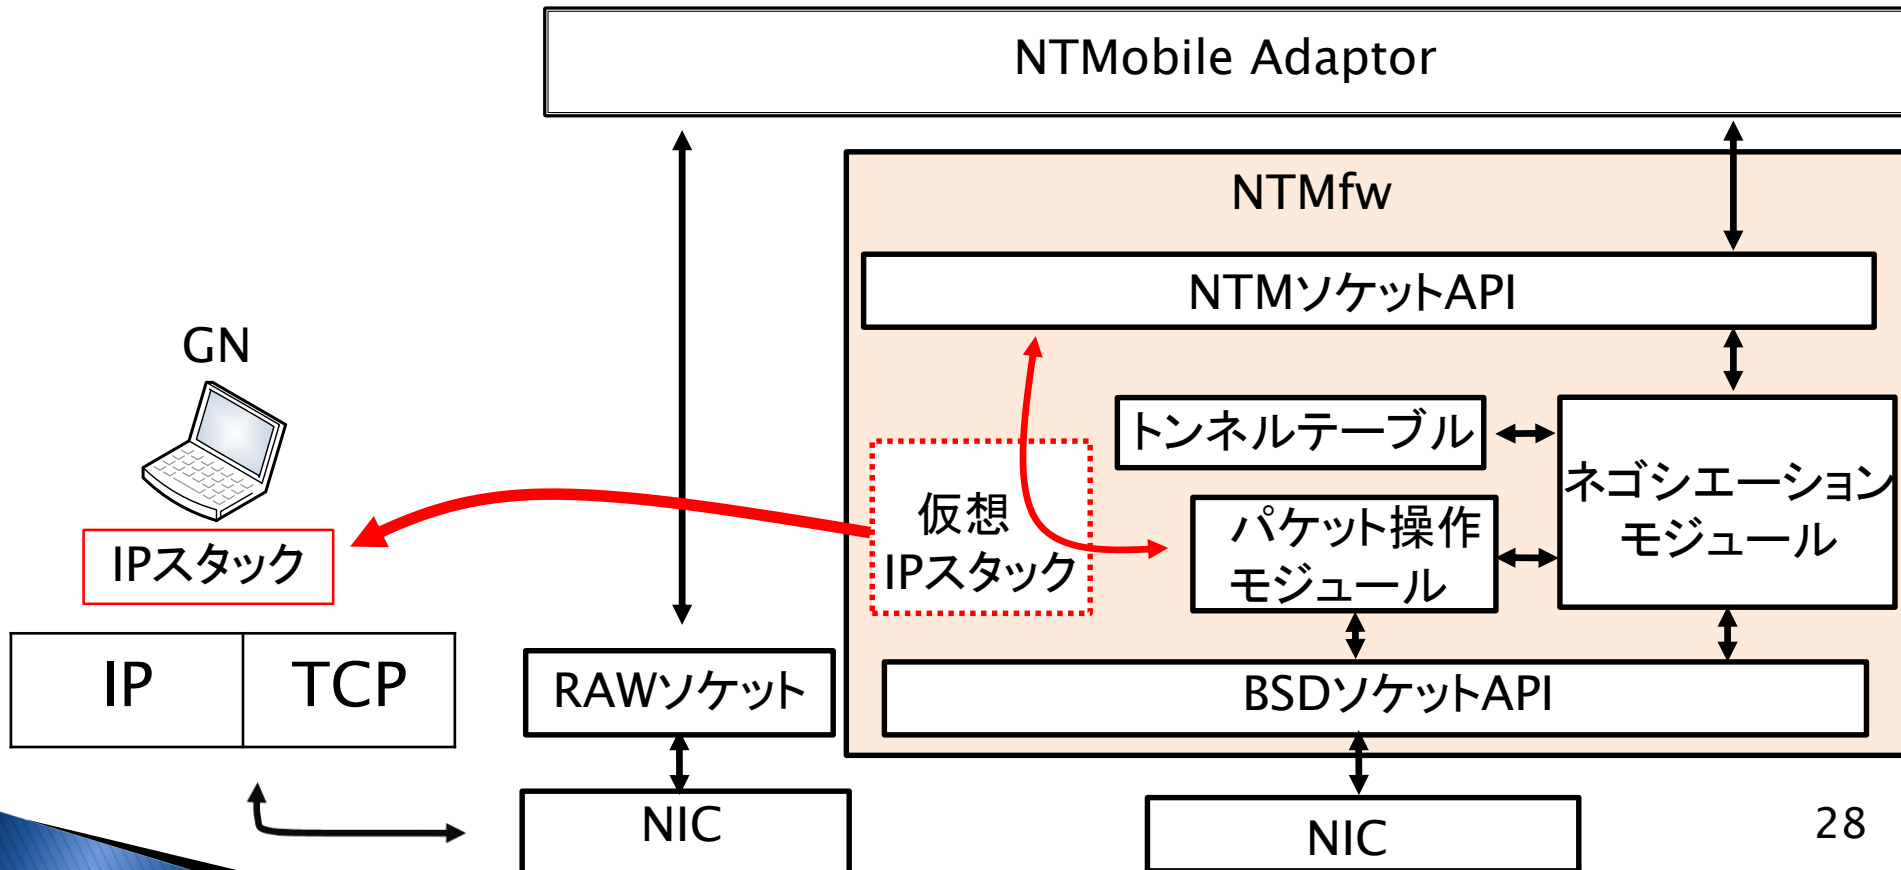 NTMobile Adaptor
NTMfw
NTMソケットAPI
GN
トンネルテーブル
ネゴシエーション
モジュール
仮想
IPスタック
パケット操作
モジュール
IPスタック
IP
TCP
RAWソケット
BSDソケットAPI
NIC
NIC
28